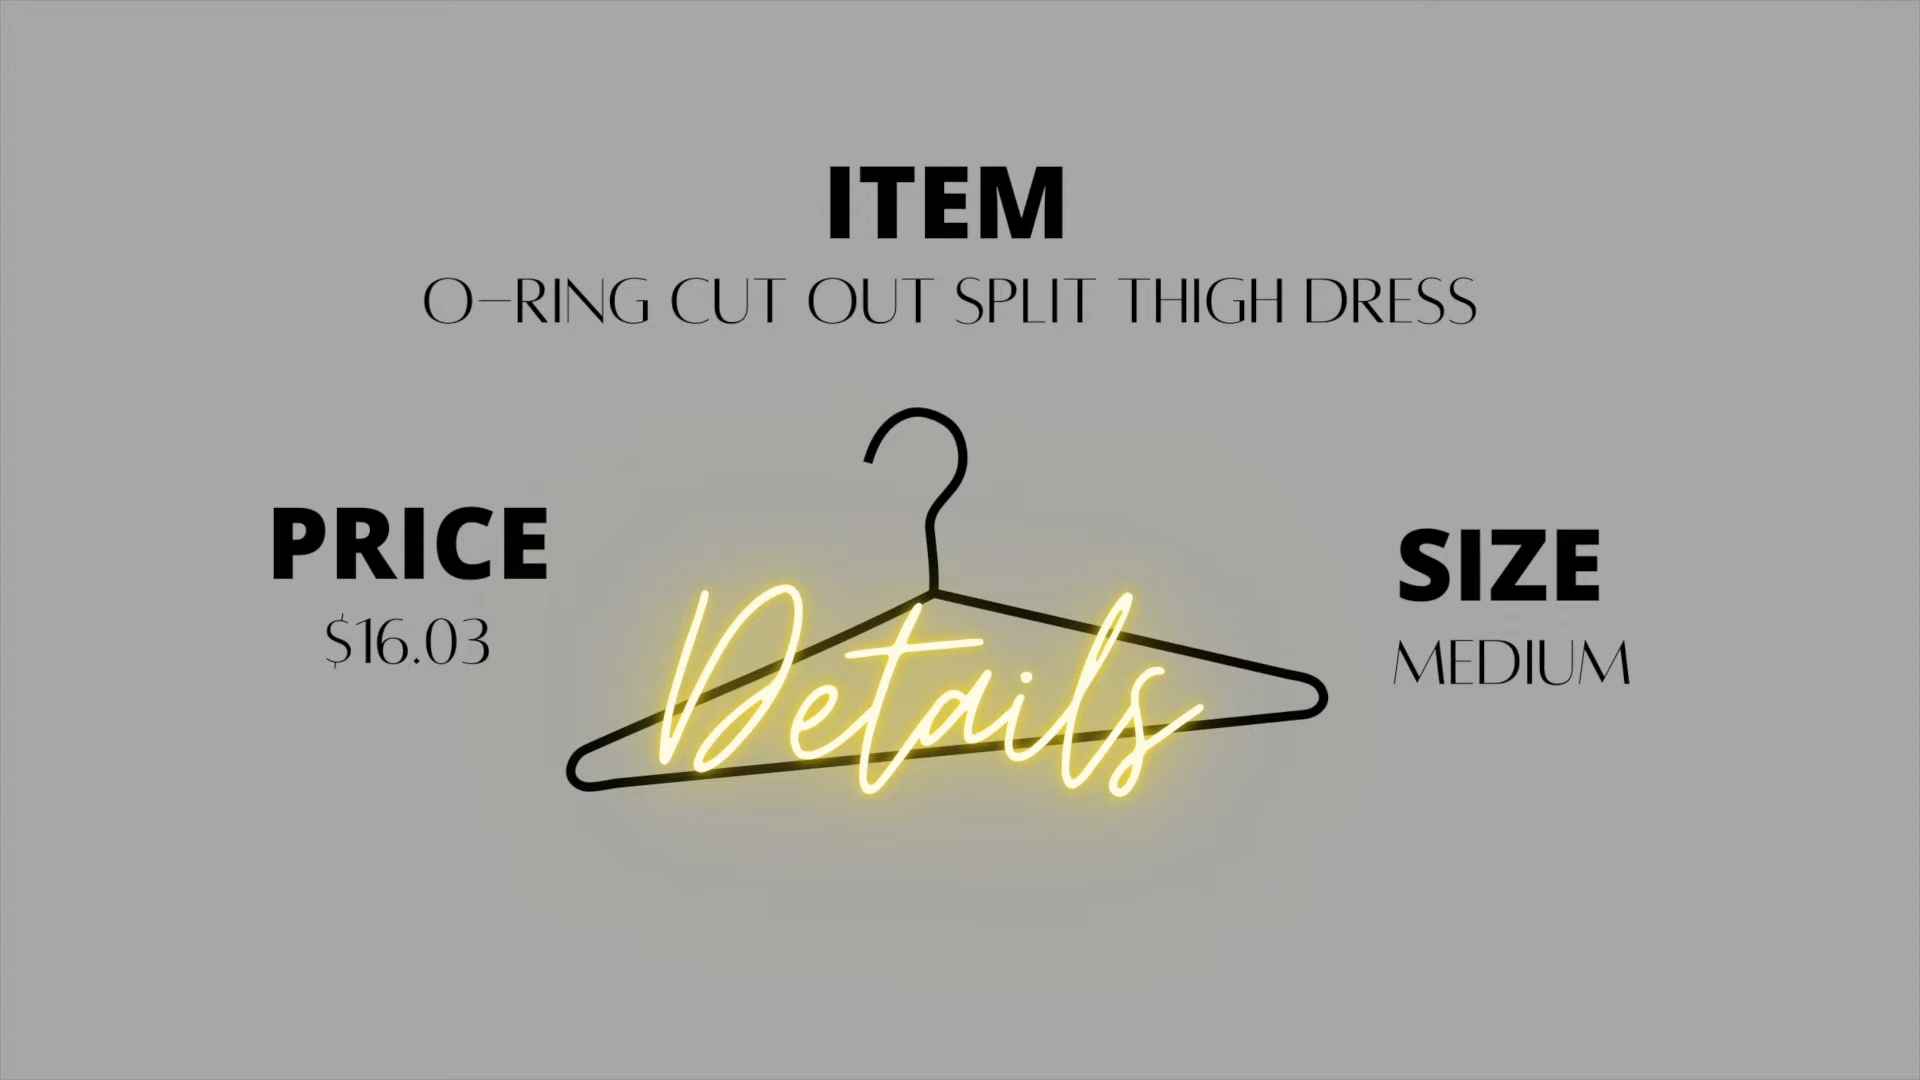 ITEM
O-RING CUT OUT SPLIT THIGH DRESS
PRICE
$16.03
Details
SIZE
MEDIUM